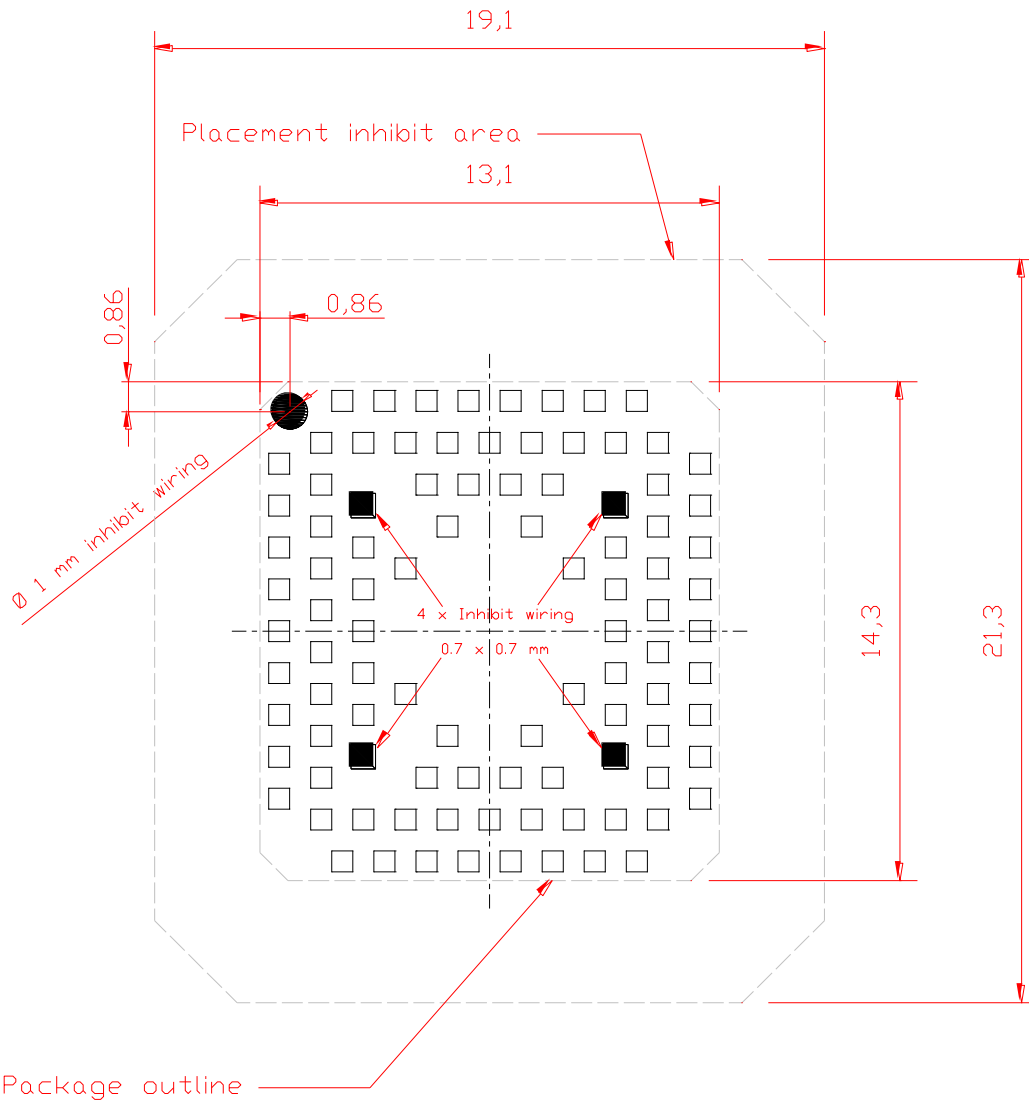 19,1
Placement inhibit area
13,1
0,86
0,86
Ø 1 mm inhibit wiring
4 x Inhibit wiring
0.7 x 0.7 mm
14,3
21,3
Package outline